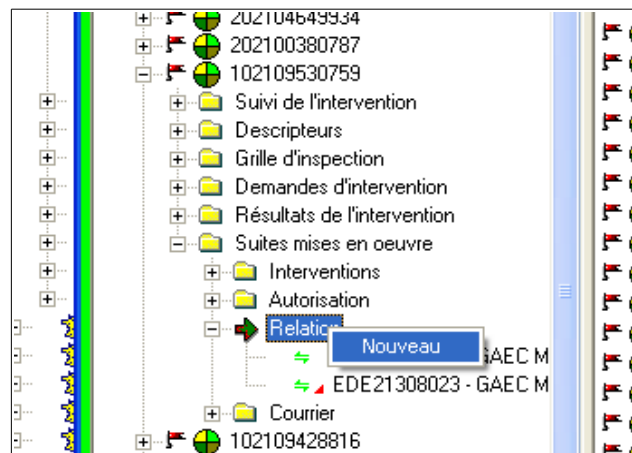 202104649934
202100380787
102109530759
Suivi de l'intervention
Descripteurs
Grille d'inspection
Demandes d'intervention
Résultats de l'intervention
Suites mises en oeuvre
Interventions
Autorisation
Relation
Nouveau
GAEC M
EDE21308023 - GAEC M
Courrier
102109428816